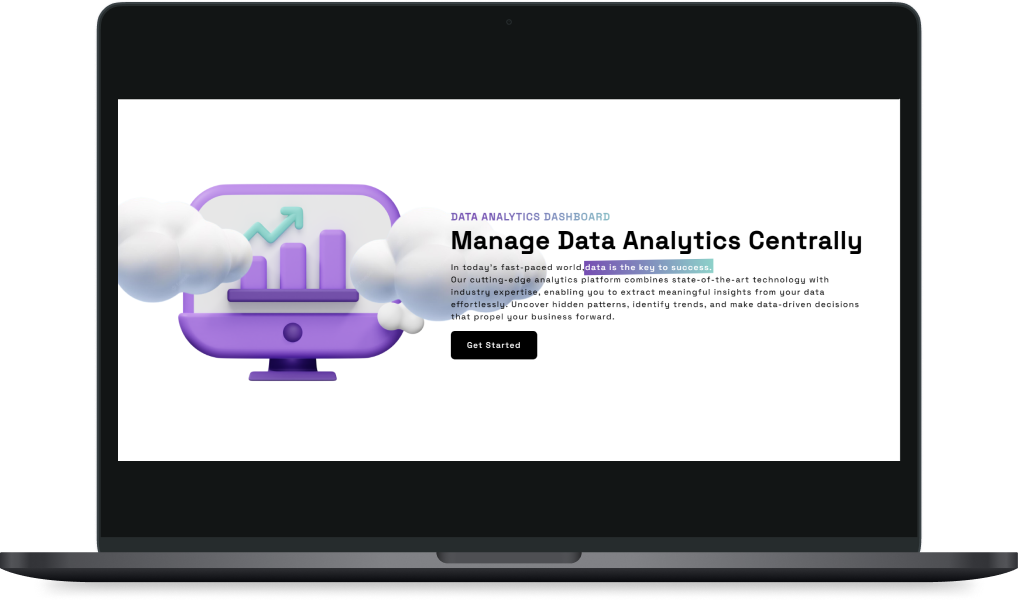 DATA ANALYTICS DASHBOARD
Manage Data Analytics Centrally
In today's fast-paced world,data is the key to success.
Our cutting-edge analytics platform combines state-of-the-art technology with
industry expertise, enabling you to extract meaningful insights from your data
effortlessly. Uncover hidden patterns, identify trends, and make data-driven decisions
that propel your business forward.
Get Started